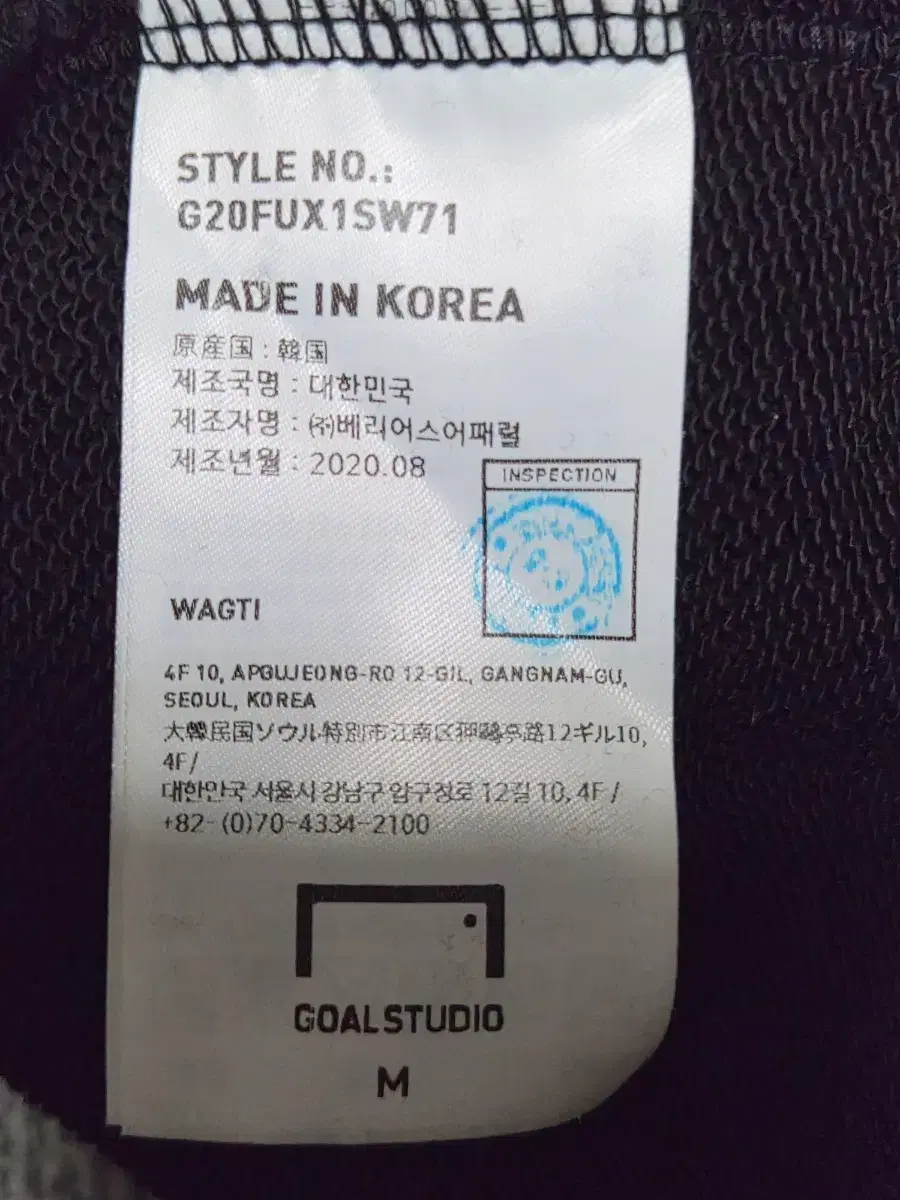 STYLE NO.:
G20FUX1SW71
MADE IN KOREA
原産国 : 韓国
제조국명 : 대한민국
제조자명 : ㈜베리어스어패럴
제조년월 : 2020.08
INSPECTION
WAGTI
4F 10, APGUJEONG-RO 12-GIL, GANGNAM-GU,
SEOUL, KOREA
大韓民国ソウル特別市江南区狎鷗亭路12ギル10,
4F/
대한민국 서울시 강남구 압구정로 12길 10, 4F /
+82- (0)70-4334-2100
GOALSTUDIO
M